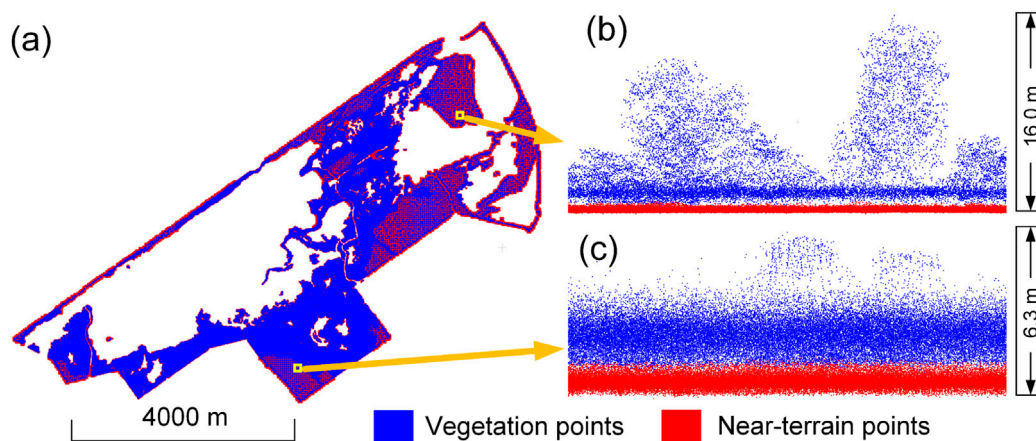 (a)
(b)
16.0 m
(c)
6.3 m
4000 m
Vegetation points
Near-terrain points